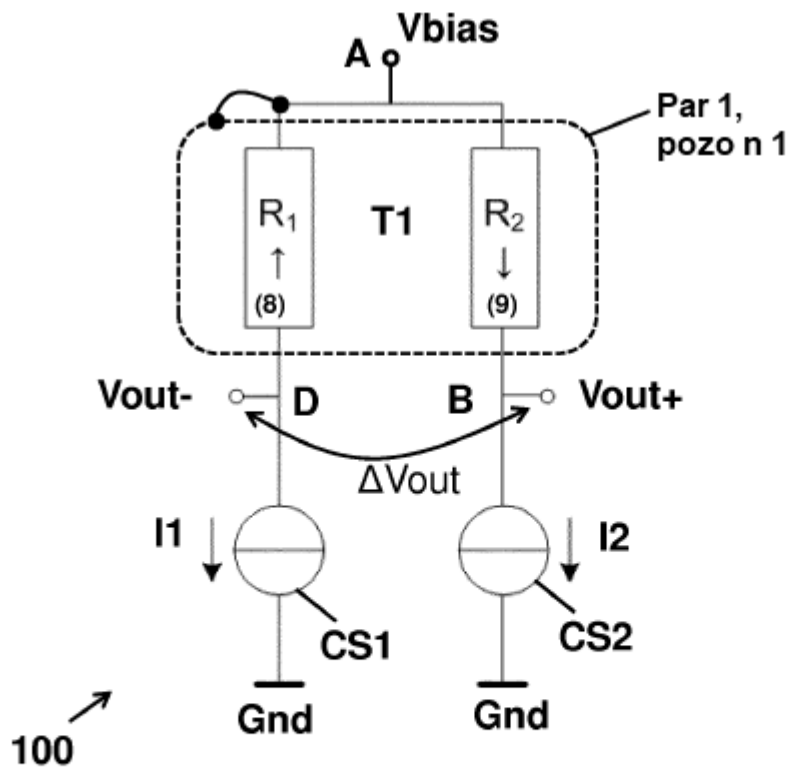 Vbias
A
Par 1,
pozo n 1
R1
↑
(8)
T1
R2
↓
(9)
Vout-
D
B
Vout+
ΔVout
I1
I2
CS1
CS2
Gnd
Gnd
100